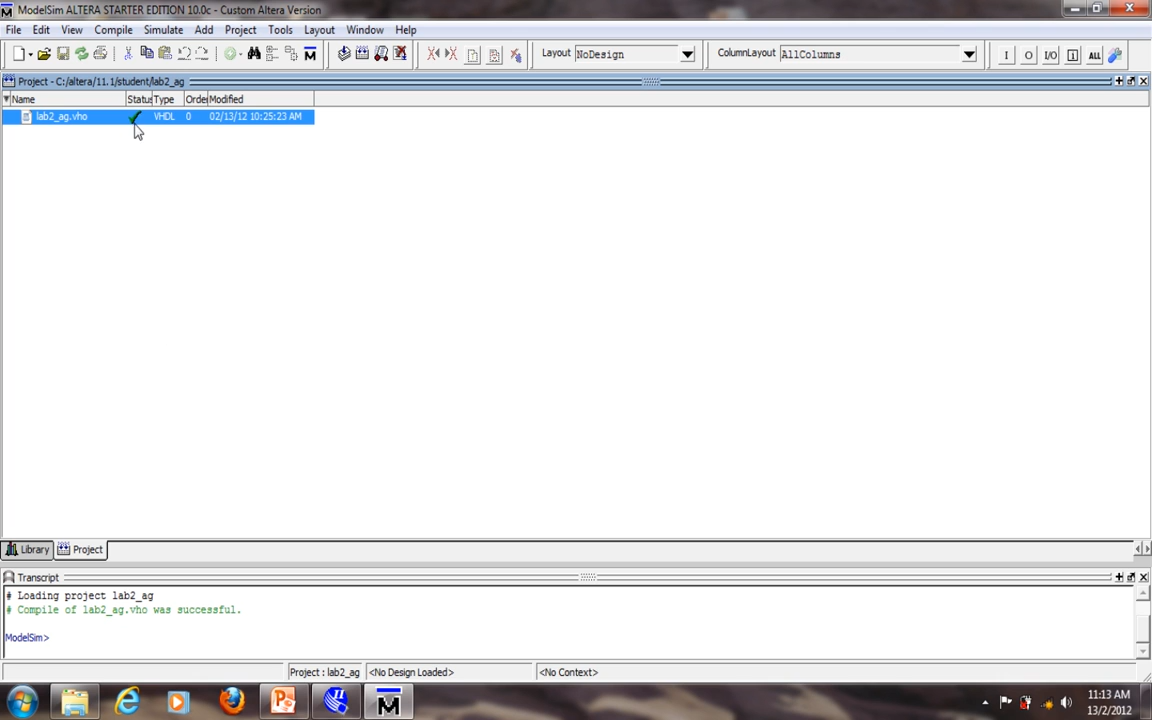 ModelSim ALTERA STARTER EDITION 10.0c - Custom Altera Version
File Edit View Compile Simulate Add Project Tools Layout Window Help
Layout NoDesign ColumnLayout AllColumns
I O I/O ALL
Project - C:/altera/11.1/student/lab2_ag
Name Status Type Order Modified
lab2_ag.vho VHDL 0 02/13/12 10:25:23 AM
Library Project
Transcript
# Loading project lab2_ag
# Compile of lab2_ag.vho was successful.
ModelSim>
Project : lab2_ag <No Design Loaded> <No Context>
11:13 AM
13/2/2012